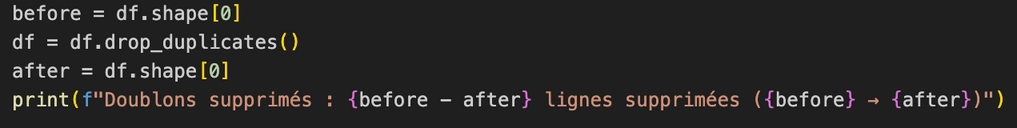 before = df.shape[0]
df = df.drop_duplicates()
after = df.shape[0]
print(f"Doublons supprimés : {before - after} lignes supprimées ({before} → {after})")